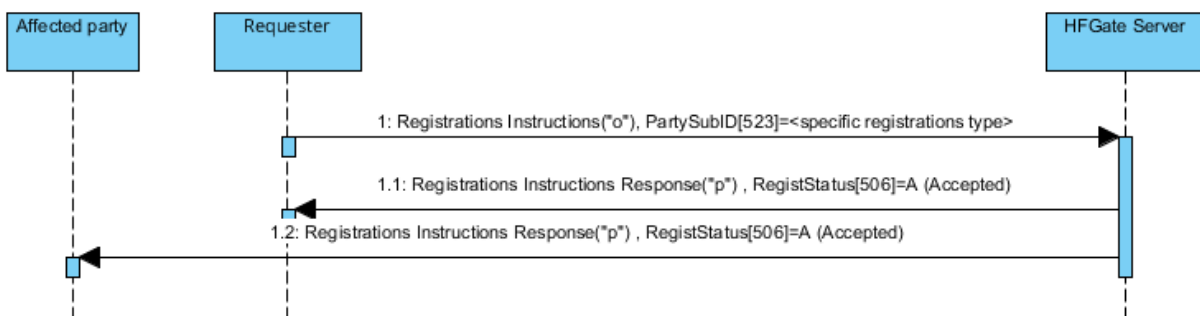 Affected party
Requester
HFGate Server
1: Registrations Instructions("o"), PartySubID[523]=<specific registrations type>
1.1: Registrations Instructions Response("p") , RegistStatus[506]=A (Accepted)
1.2: Registrations Instructions Response("p") , RegistStatus[506]=A (Accepted)